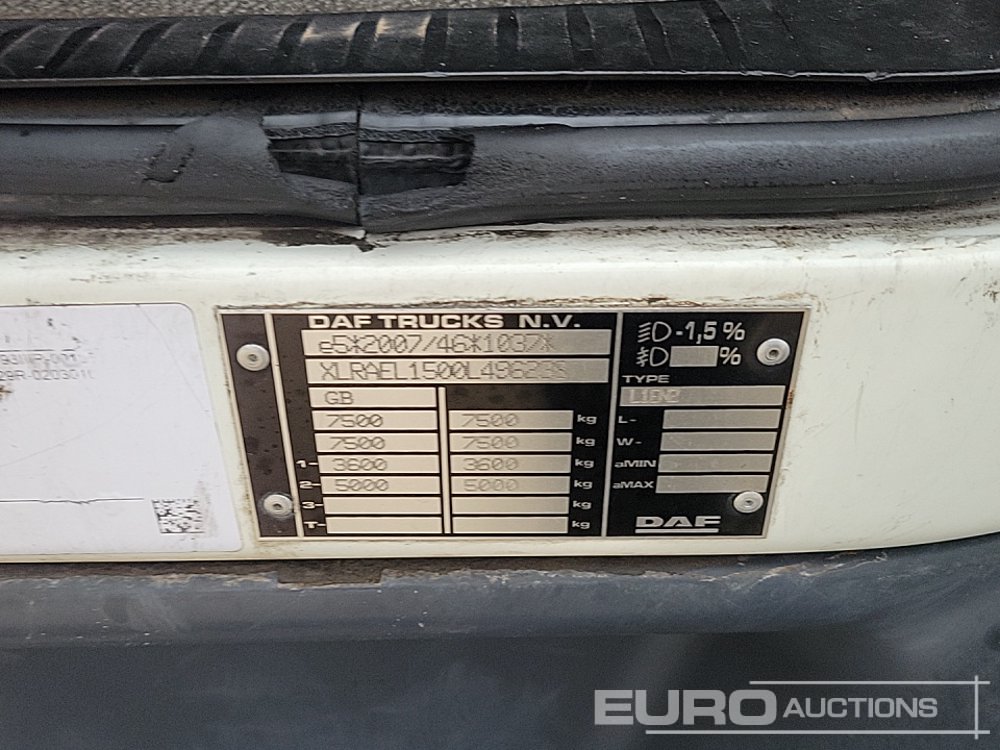 DAF TRUCKS N.V.
e5*2007/46*1037*
GB
7500 7500 kg
7500 7500 kg
1- 3600 3600 kg
2- 5000 5000 kg
3- kg
T- kg
-1,5 %
%
TYPE
L-
W-
aMIN
aMAX
DAF
EURO AUCTIONS